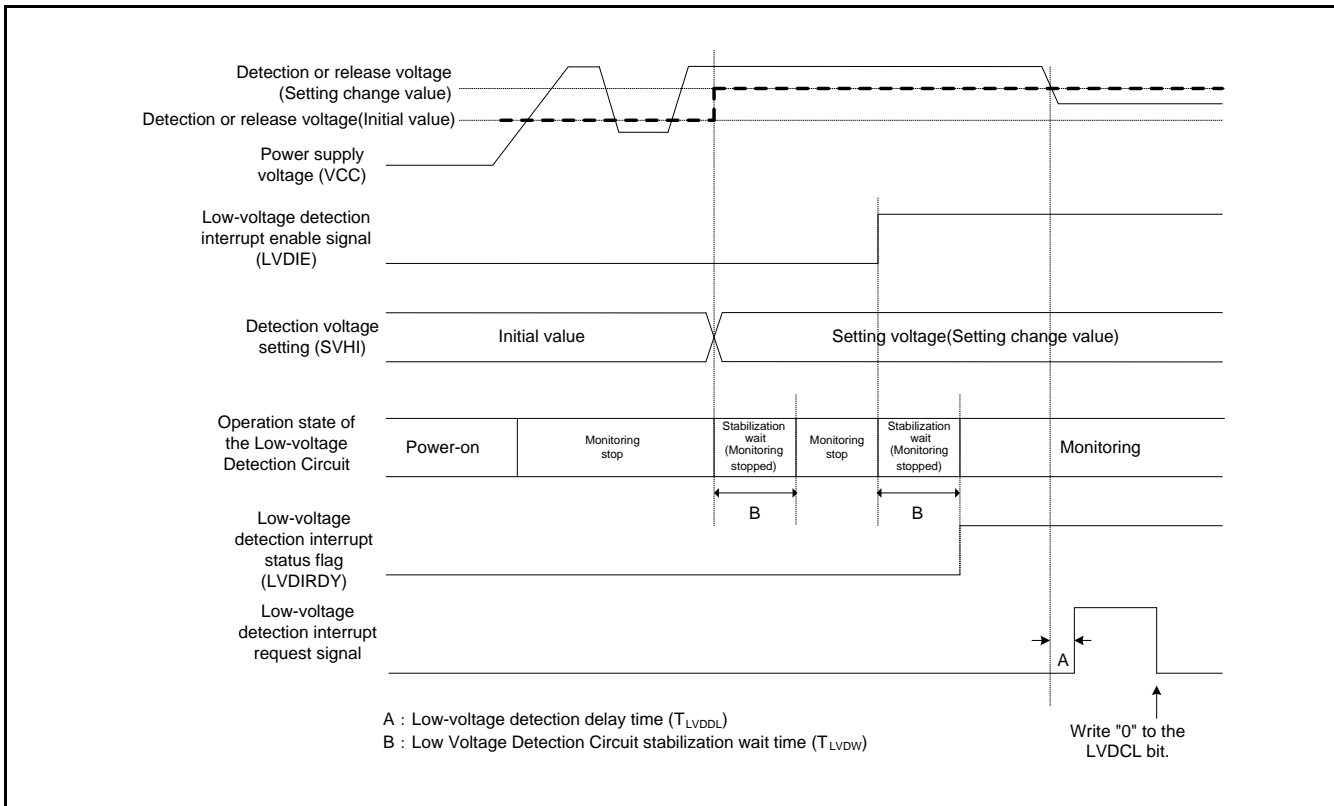 Detection or release voltage
(Setting change value)
Detection or release voltage(Initial value)
Power supply
voltage (VCC)
Low-voltage detection
interrupt enable signal
(LVDIE)
Detection voltage
setting (SVHI)
Initial value
Setting voltage(Setting change value)
Operation state of
the Low-voltage
Detection Circuit
Power-on
Monitoring
stop
Stabilization
wait
(Monitoring
stopped)
Monitoring
stop
Stabilization
wait
(Monitoring
stopped)
Monitoring
B
B
Low-voltage
detection interrupt
status flag
(LVDIRDY)
Low-voltage
detection interrupt
request signal
A
A : Low-voltage detection delay time (TLVDDL)
B : Low Voltage Detection Circuit stabilization wait time (TLVDW)
Write "0" to the
LVDCL bit.